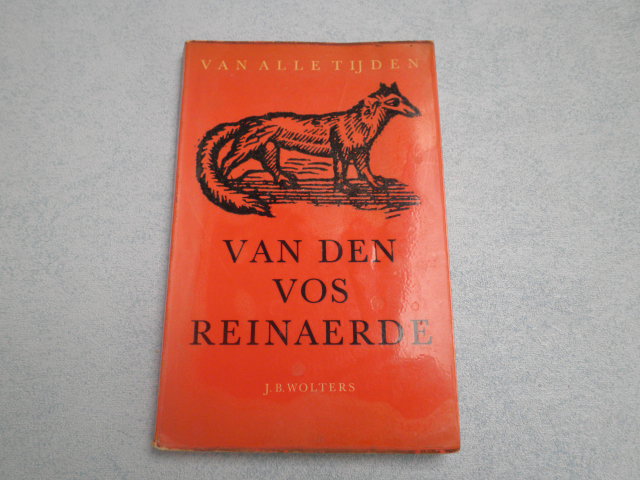 VAN ALLE TIJDEN
VAN DEN
VOS
REINAERDE
J.B.WOLTERS